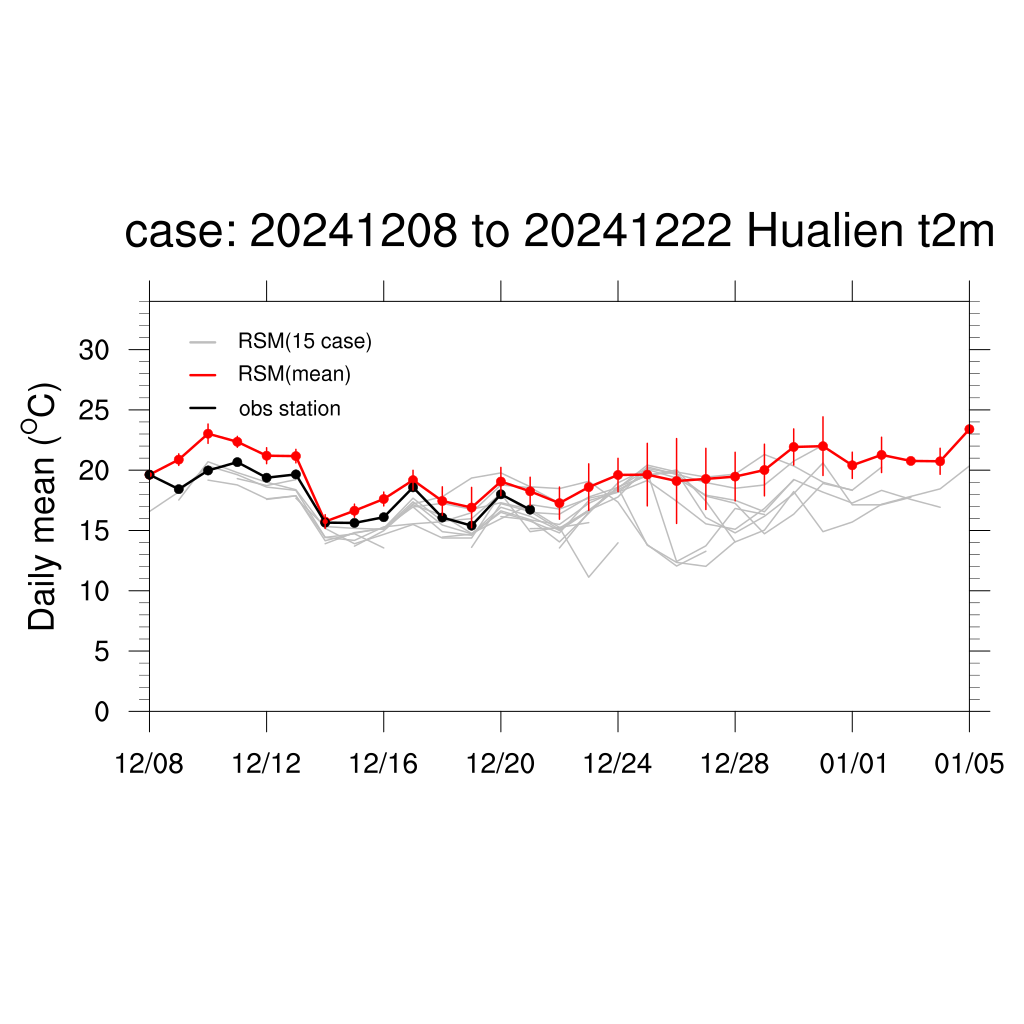 case: 20241208 to 20241222 Hualien t2m
RSM(15 case)
RSM(mean)
obs station
Daily mean (°C)
30
25
20
15
10
5
0
12/08 12/12 12/16 12/20 12/24 12/28 01/01 01/05